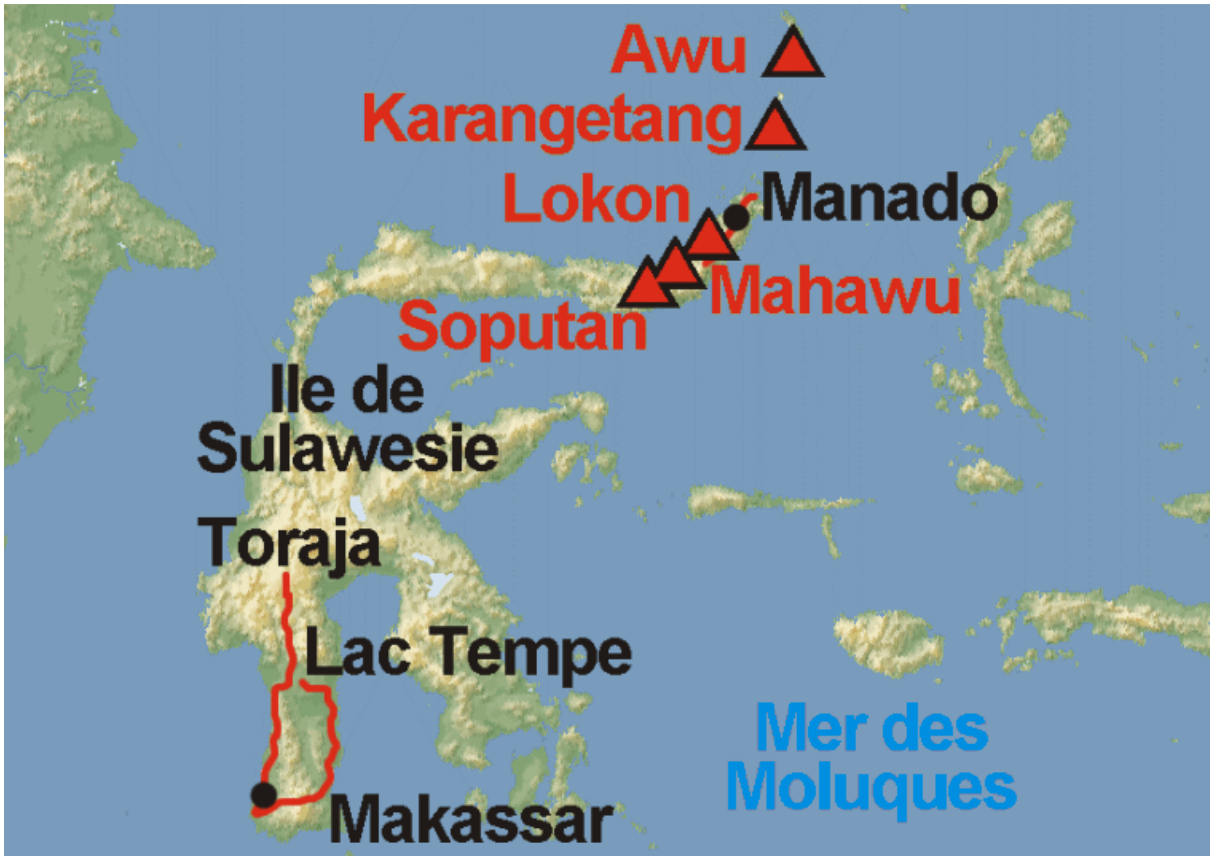 Awu
Karangetang
Lokon
Manado
Mahawu
Soputan
Ile de
Sulawesie
Toraja
Lac Tempe
Mer des
Moluques
Makassar